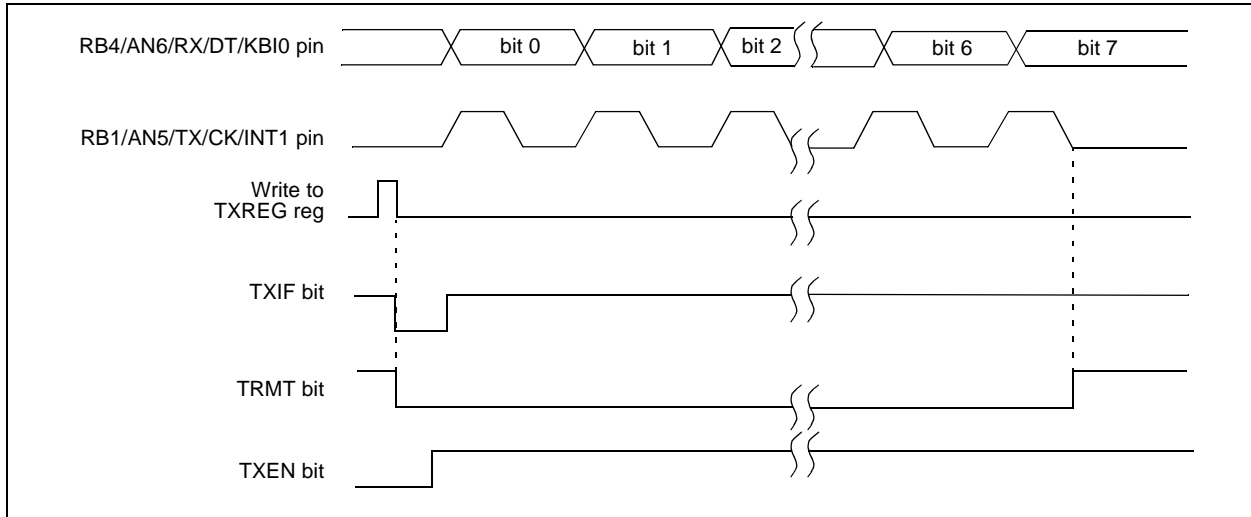 RB4/AN6/RX/DT/KBI0 pin
bit 0
bit 1
bit 2
bit 6
bit 7
RB1/AN5/TX/CK/INT1 pin
Write to
TXREG reg
TXIF bit
TRMT bit
TXEN bit